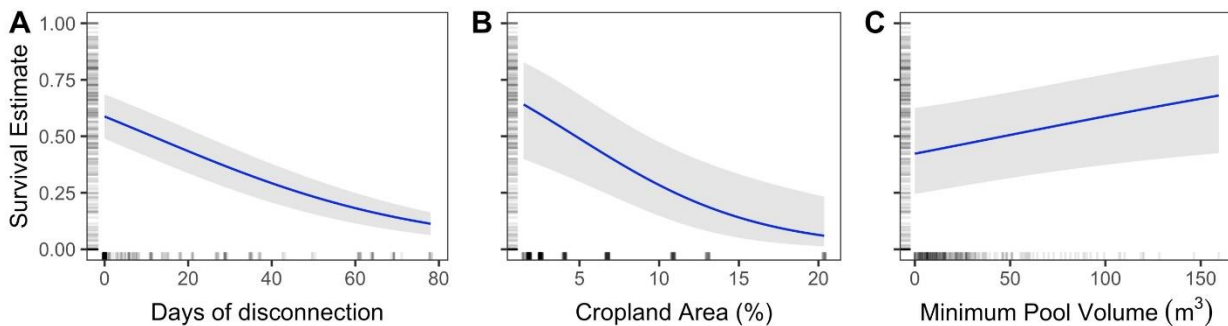 A
B
C
Survival Estimate
1.00
0.75
0.50
0.25
0.00
0
20
40
60
80
0
5
10
15
20
0
50
100
150
Days of disconnection
Cropland Area (%)
Minimum Pool Volume (m³)